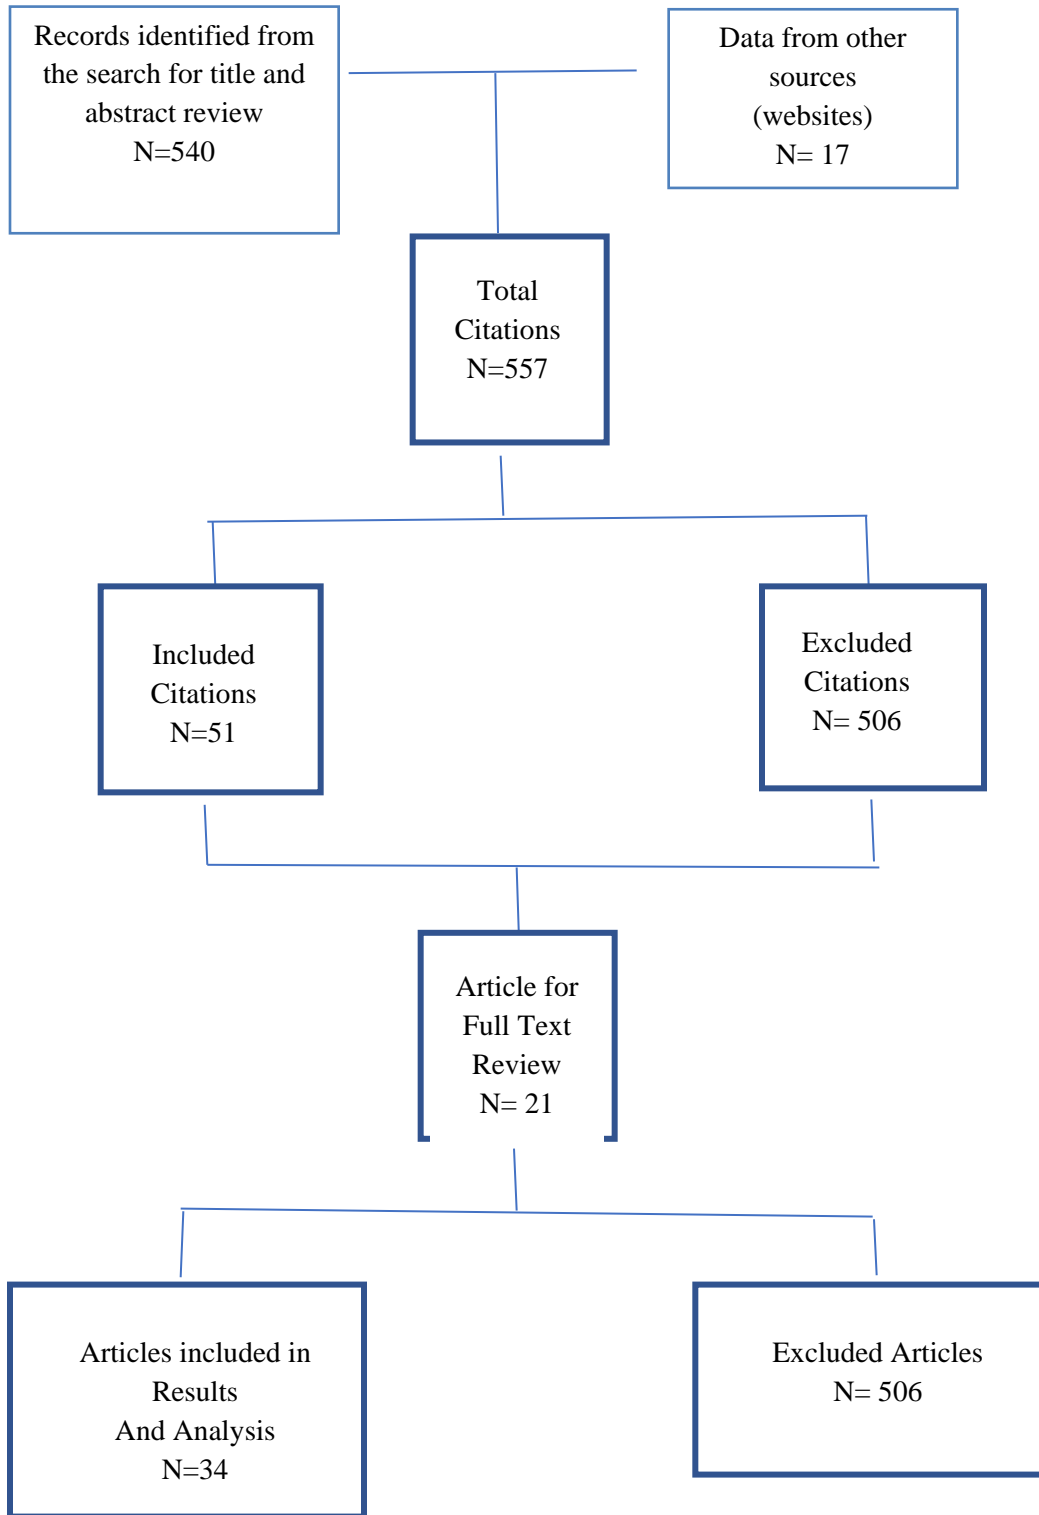 Records identified from
the search for title and
abstract review
N=540
Data from other
sources
(websites)
N= 17
Total
Citations
N=557
Included
Citations
N=51
Excluded
Citations
N= 506
Article for
Full Text
Review
N= 21
Articles included in
Results
And Analysis
N=34
Excluded Articles
N= 506